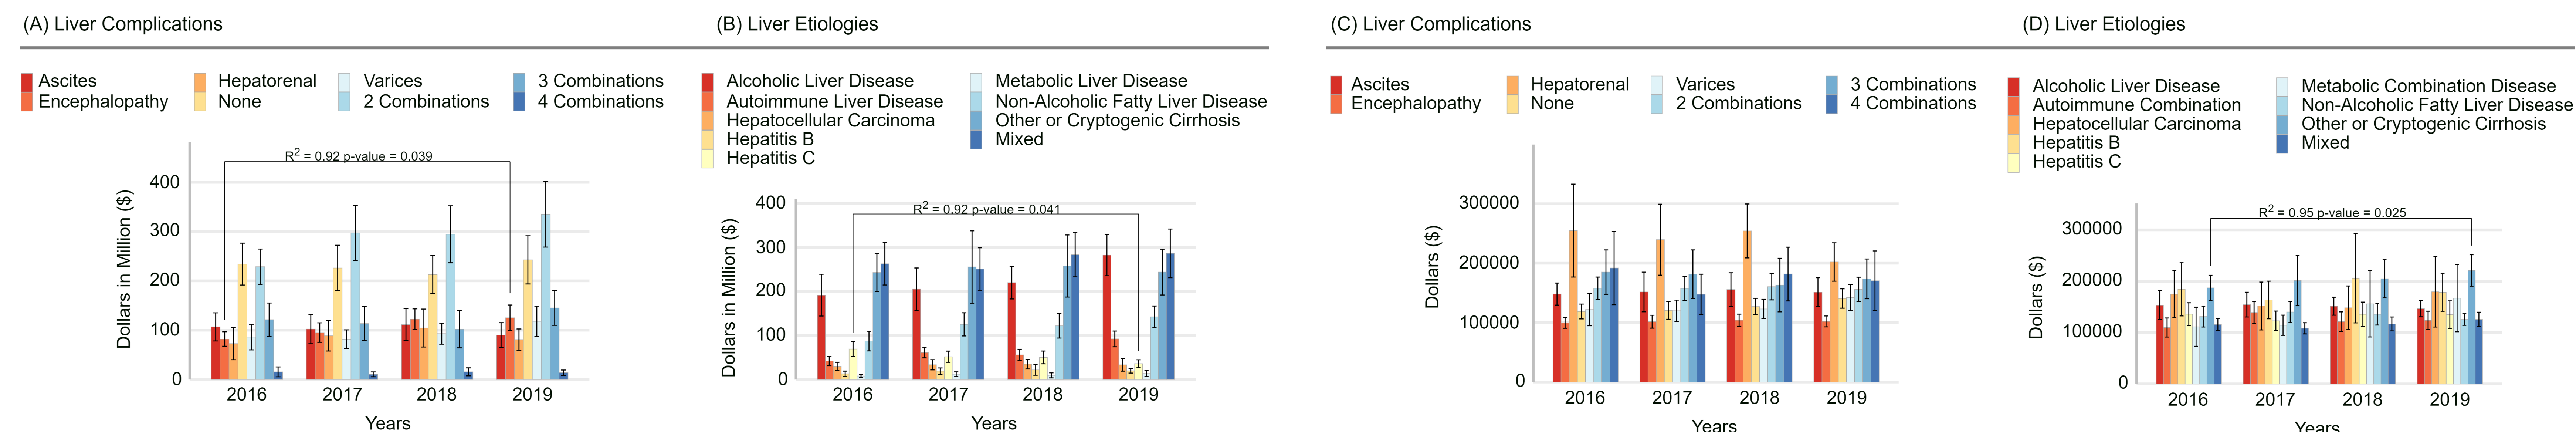 (A) Liver Complications
Ascites
Encephalopathy
Hepatorenal
None
Varices
2 Combinations
3 Combinations
4 Combinations
R2 = 0.92 p-value = 0.039
Dollars in Million ($)
400
300
200
100
0
2016
2017
2018
2019
Years
(B) Liver Etiologies
Alcoholic Liver Disease
Autoimmune Liver Disease
Hepatocellular Carcinoma
Hepatitis B
Hepatitis C
Metabolic Liver Disease
Non-Alcoholic Fatty Liver Disease
Other or Cryptogenic Cirrhosis
Mixed
R2 = 0.92 p-value = 0.041
Dollars in Million ($)
400
300
200
100
0
2016
2017
2018
2019
Years
(C) Liver Complications
Ascites
Encephalopathy
Hepatorenal
None
Varices
2 Combinations
3 Combinations
4 Combinations
Dollars ($)
300000
200000
100000
0
2016
2017
2018
2019
Years
(D) Liver Etiologies
Alcoholic Liver Disease
Autoimmune Combination
Hepatocellular Carcinoma
Hepatitis B
Hepatitis C
Metabolic Combination Disease
Non-Alcoholic Fatty Liver Disease
Other or Cryptogenic Cirrhosis
Mixed
R2 = 0.95 p-value = 0.025
Dollars ($)
300000
200000
100000
0
2016
2017
2018
2019
Years